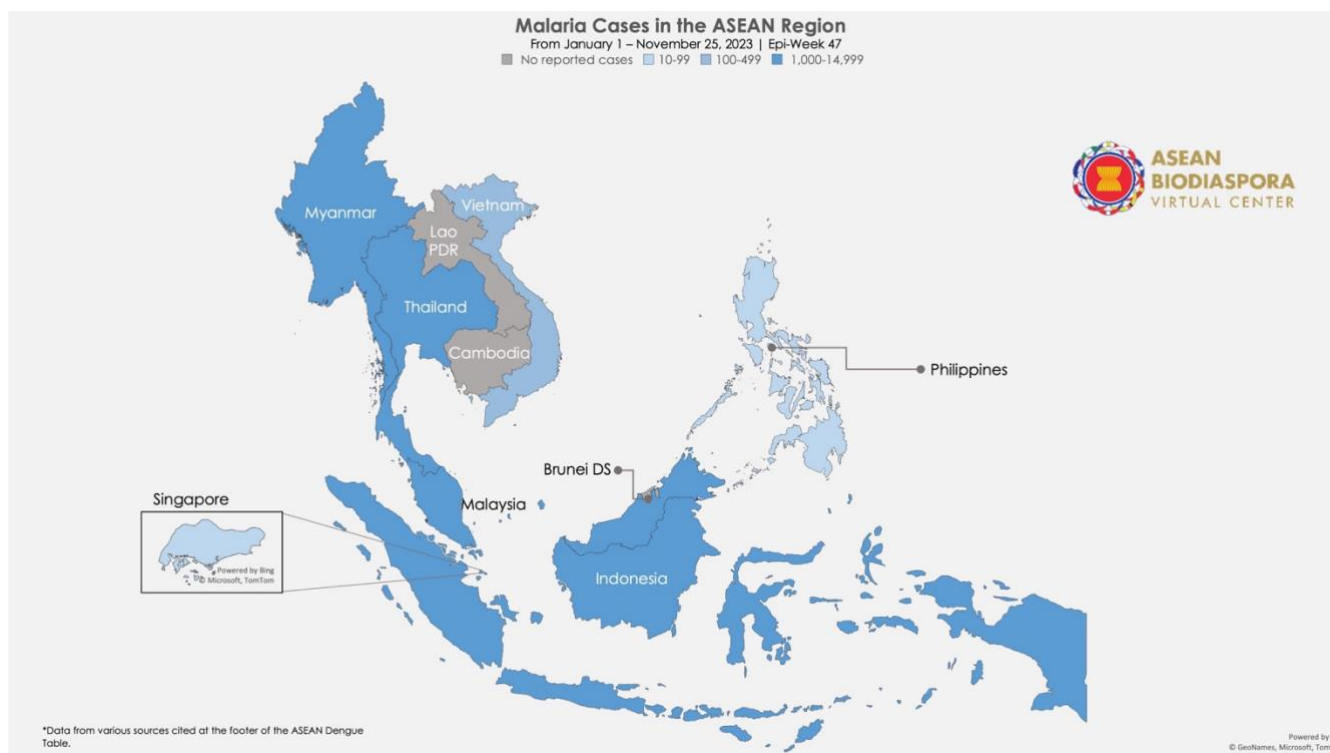 Malaria Cases in the ASEAN Region
From January 1 – November 25, 2023 | Epi-Week 47
No reported cases 10-99 100-499 1,000-14,999
ASEAN
BIODIASPORA
VIRTUAL CENTER
Myanmar
Vietnam
Lao
PDR
Thailand
Cambodia
Philippines
Brunei DS
Singapore
Malaysia
Powered by Bing
© Microsoft, TomTom
Indonesia
*Data from various sources cited at the footer of the ASEAN Dengue
Table.
Powered by
© GeoNames, Microsoft, Tom